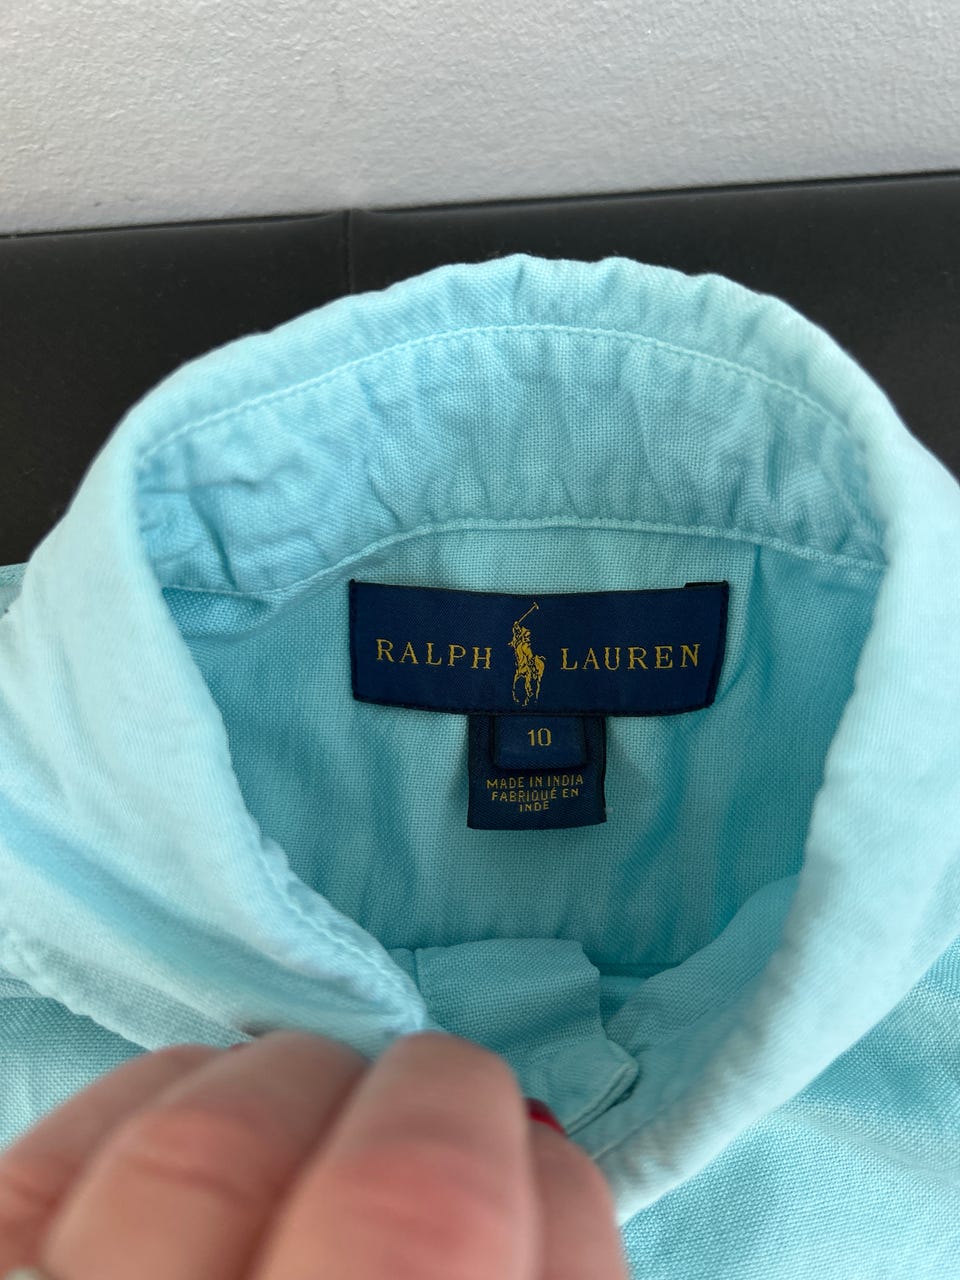 RALPH LAUREN
10
MADE IN INDIA
FABRIQUÉ EN
INDE